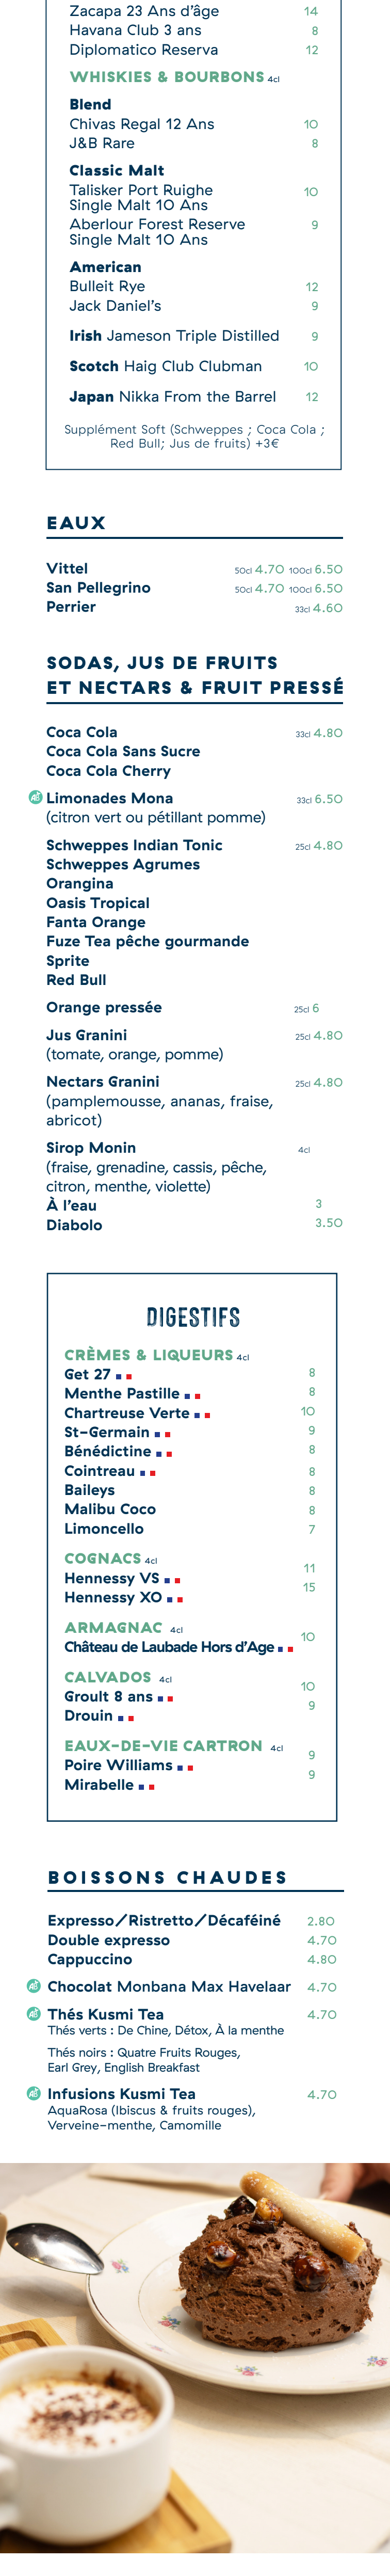 Zacapa 23 Ans d'âge 14
Havana Club 3 ans 8
Diplomatico Reserva 12
WHISKIES & BOURBONS 4cl
Blend
Chivas Regal 12 Ans 10
J&B Rare 8
Classic Malt
Talisker Port Ruighe
Single Malt 10 Ans 10
Aberlour Forest Reserve 9
Single Malt 10 Ans
American
Bulleit Rye 12
Jack Daniel's 9
Irish Jameson Triple Distilled 9
Scotch Haig Club Clubman 10
Japan Nikka From the Barrel 12
Supplément Soft (Schweppes ; Coca Cola ;
Red Bull; Jus de fruits) +3€
EAUX
Vittel 50cl 4.70 100cl 6.50
San Pellegrino 50cl 4.70 100cl 6.50
Perrier 33cl 4.60
SODAS, JUS DE FRUITS
ET NECTARS & FRUIT PRESSÉ
Coca Cola 33cl 4.80
Coca Cola Sans Sucre
Coca Cola Cherry
AB Limonades Mona 33cl 6.50
(citron vert ou pétillant pomme)
Schweppes Indian Tonic 25cl 4.80
Schweppes Agrumes
Orangina
Oasis Tropical
Fanta Orange
Fuze Tea pêche gourmande
Sprite
Red Bull
Orange pressée 25cl 6
Jus Granini 25cl 4.80
(tomate, orange, pomme)
Nectars Granini 25cl 4.80
(pamplemousse, ananas, fraise,
abricot)
Sirop Monin 4cl
(fraise, grenadine, cassis, pêche,
citron, menthe, violette)
À l'eau 3
Diabolo 3.50
DIGESTIFS
CRÈMES & LIQUEURS 4cl
Get 27 8
Menthe Pastille 8
Chartreuse Verte 10
St-Germain 9
Bénédictine 8
Cointreau 8
Baileys 8
Malibu Coco 8
Limoncello 7
COGNACS 4cl
Hennessy VS 11
Hennessy XO 15
ARMAGNAC 4cl
Château de Laubade Hors d'Age 10
CALVADOS 4cl
Groult 8 ans 10
Drouin 9
EAUX-DE-VIE CARTRON 4cl
Poire Williams 9
Mirabelle 9
BOISSONS CHAUDES
Expresso/Ristretto/Décaféiné 2.80
Double expresso 4.70
Cappuccino 4.80
AB Chocolat Monbana Max Havelaar 4.70
AB Thés Kusmi Tea 4.70
Thés verts : De Chine, Détox, À la menthe
Thés noirs : Quatre Fruits Rouges,
Earl Grey, English Breakfast
AB Infusions Kusmi Tea 4.70
AquaRosa (Ibiscus & fruits rouges),
Verveine-menthe, Camomille